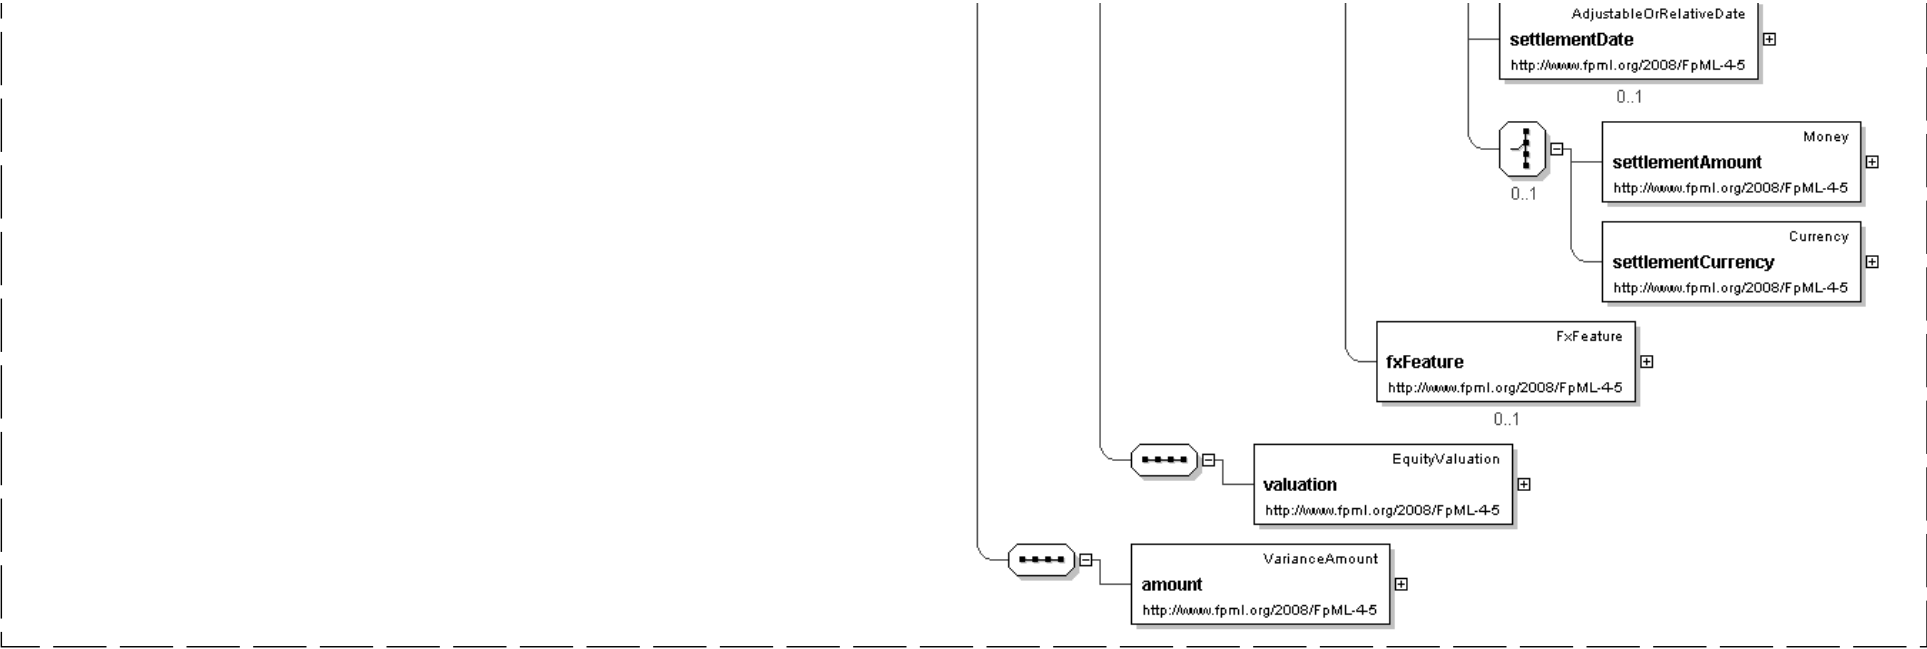 AdjustableOrRelativeDate
settlementDate
http://www.fpml.org/2008/FpML-4-5
0..1
Money
settlementAmount
http://www.fpml.org/2008/FpML-4-5
0..1
Currency
settlementCurrency
http://www.fpml.org/2008/FpML-4-5
FxFeature
fxFeature
http://www.fpml.org/2008/FpML-4-5
0..1
EquityValuation
valuation
http://www.fpml.org/2008/FpML-4-5
VarianceAmount
amount
http://www.fpml.org/2008/FpML-4-5